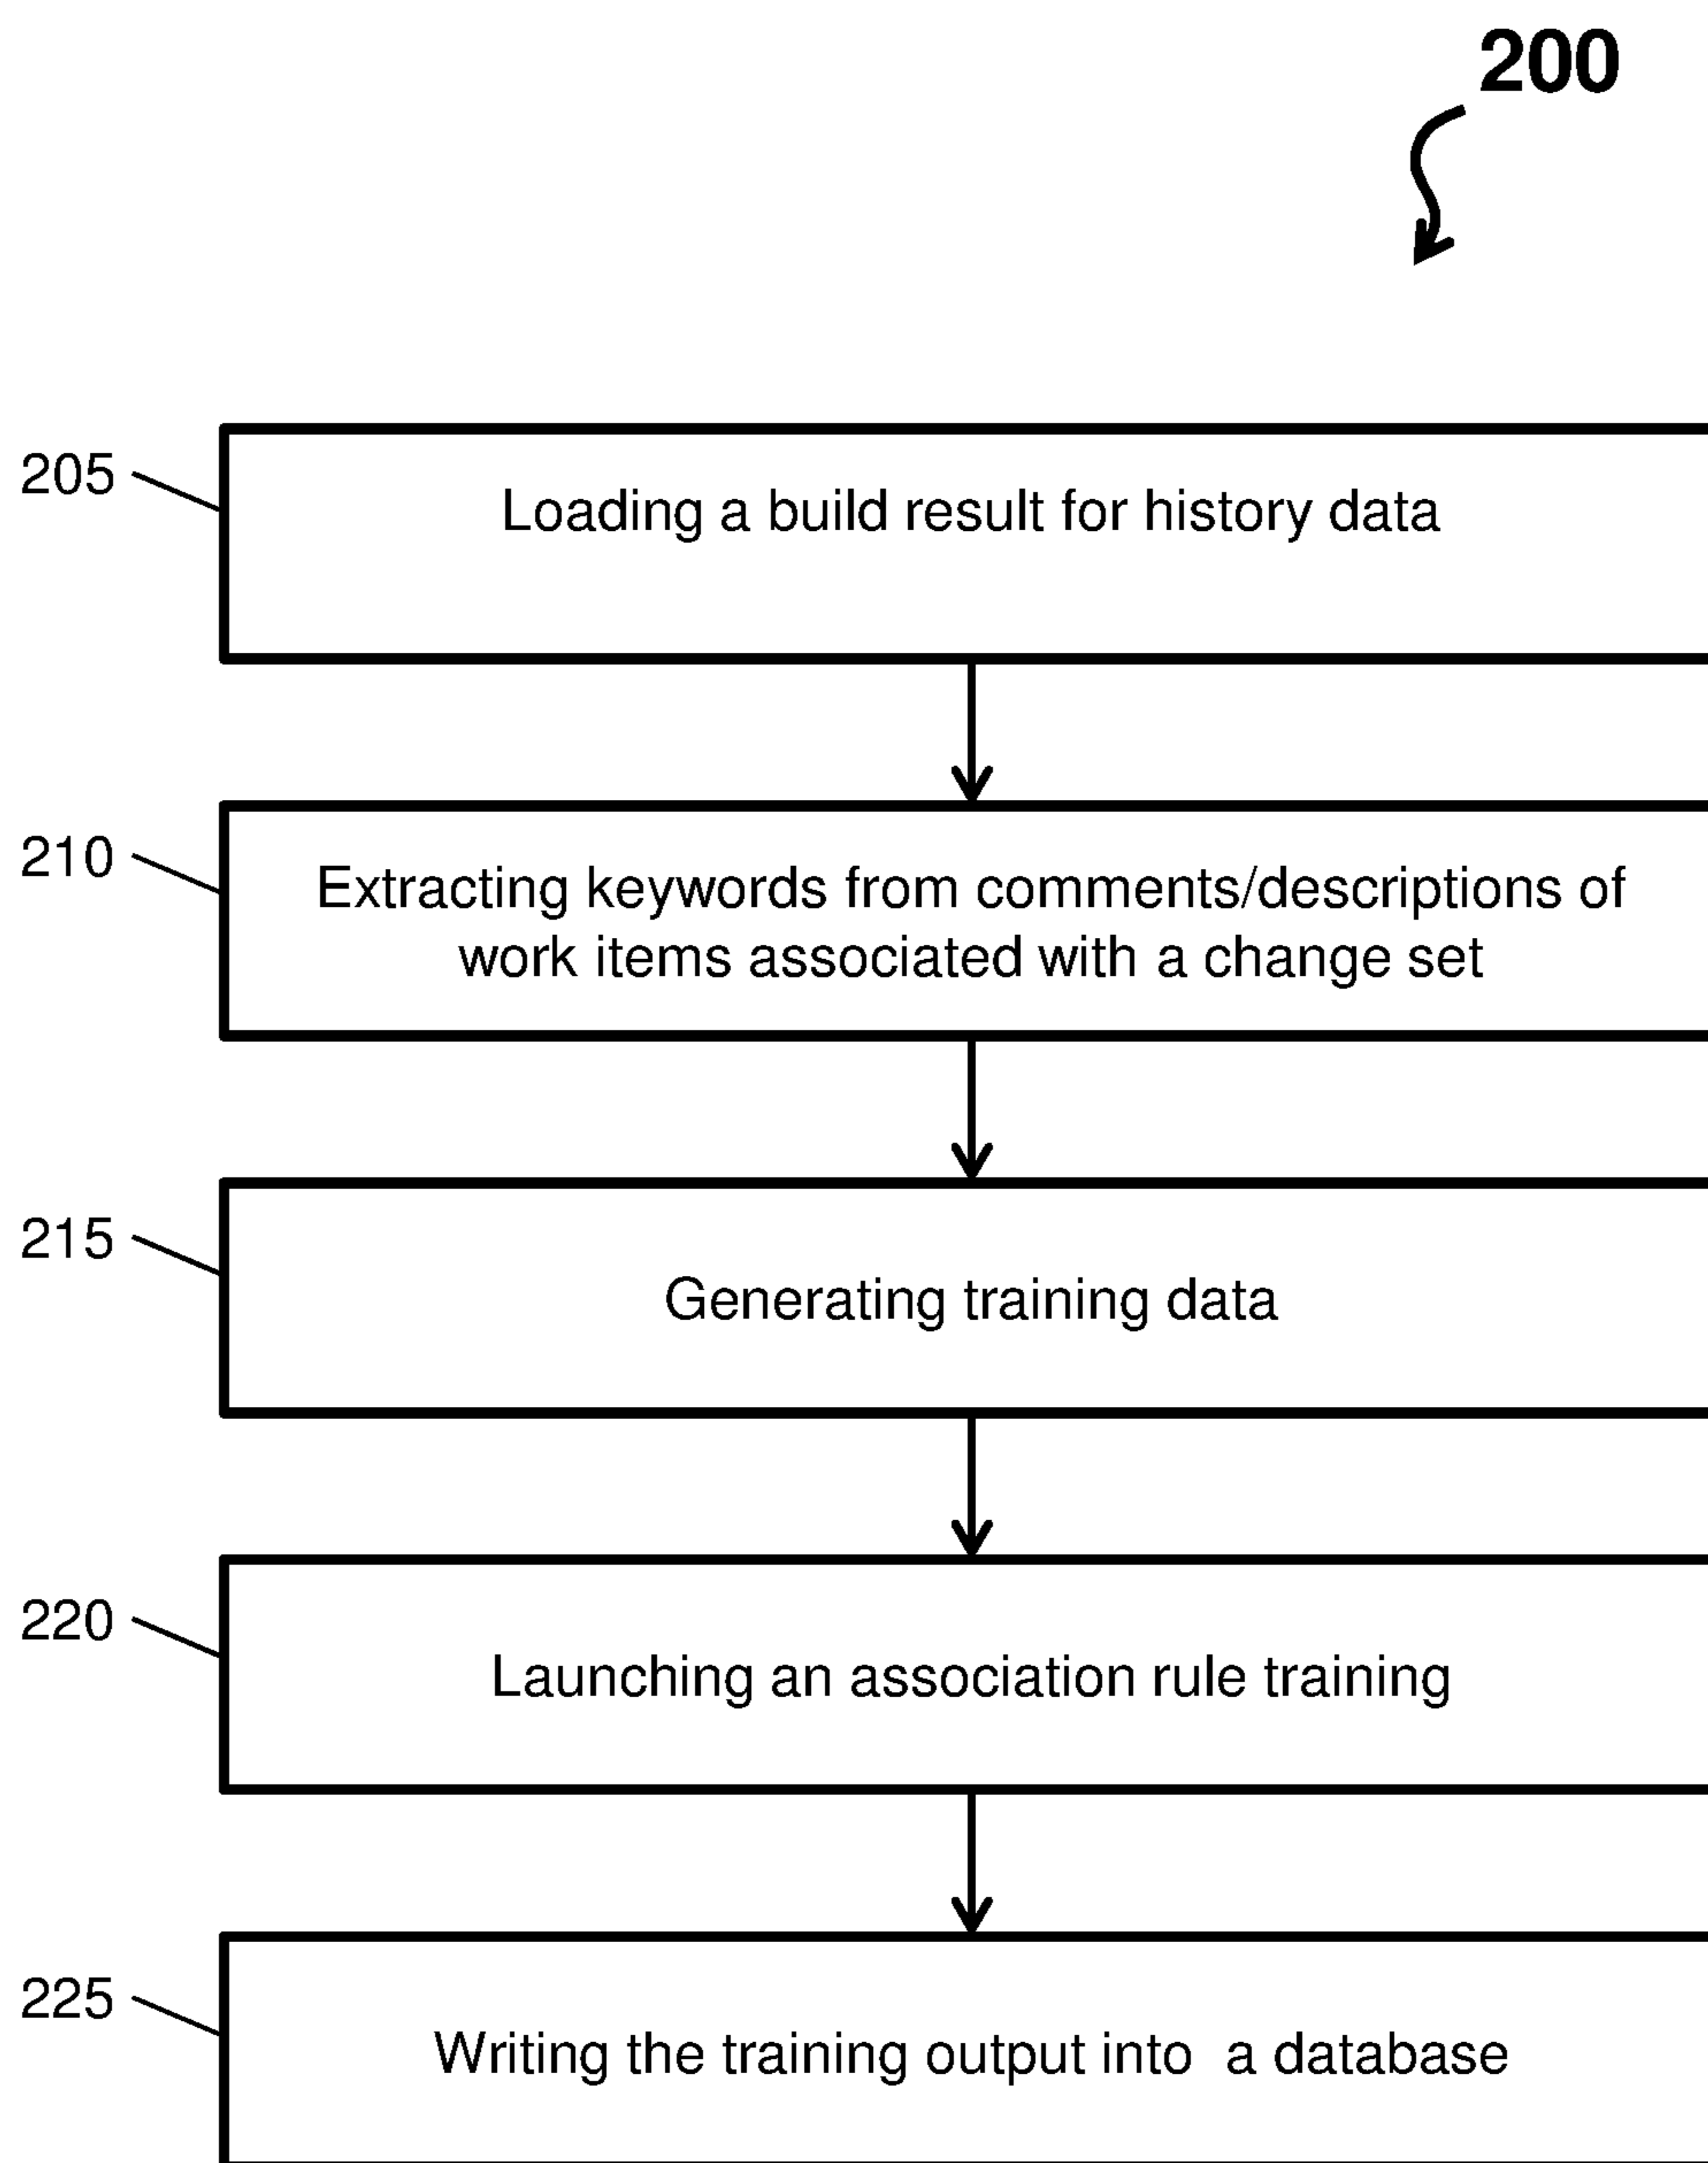 200
205
Loading a build result for history data
210
Extracting keywords from comments/descriptions of
work items associated with a change set
215
Generating training data
220
Launching an association rule training
225
Writing the training output into a database